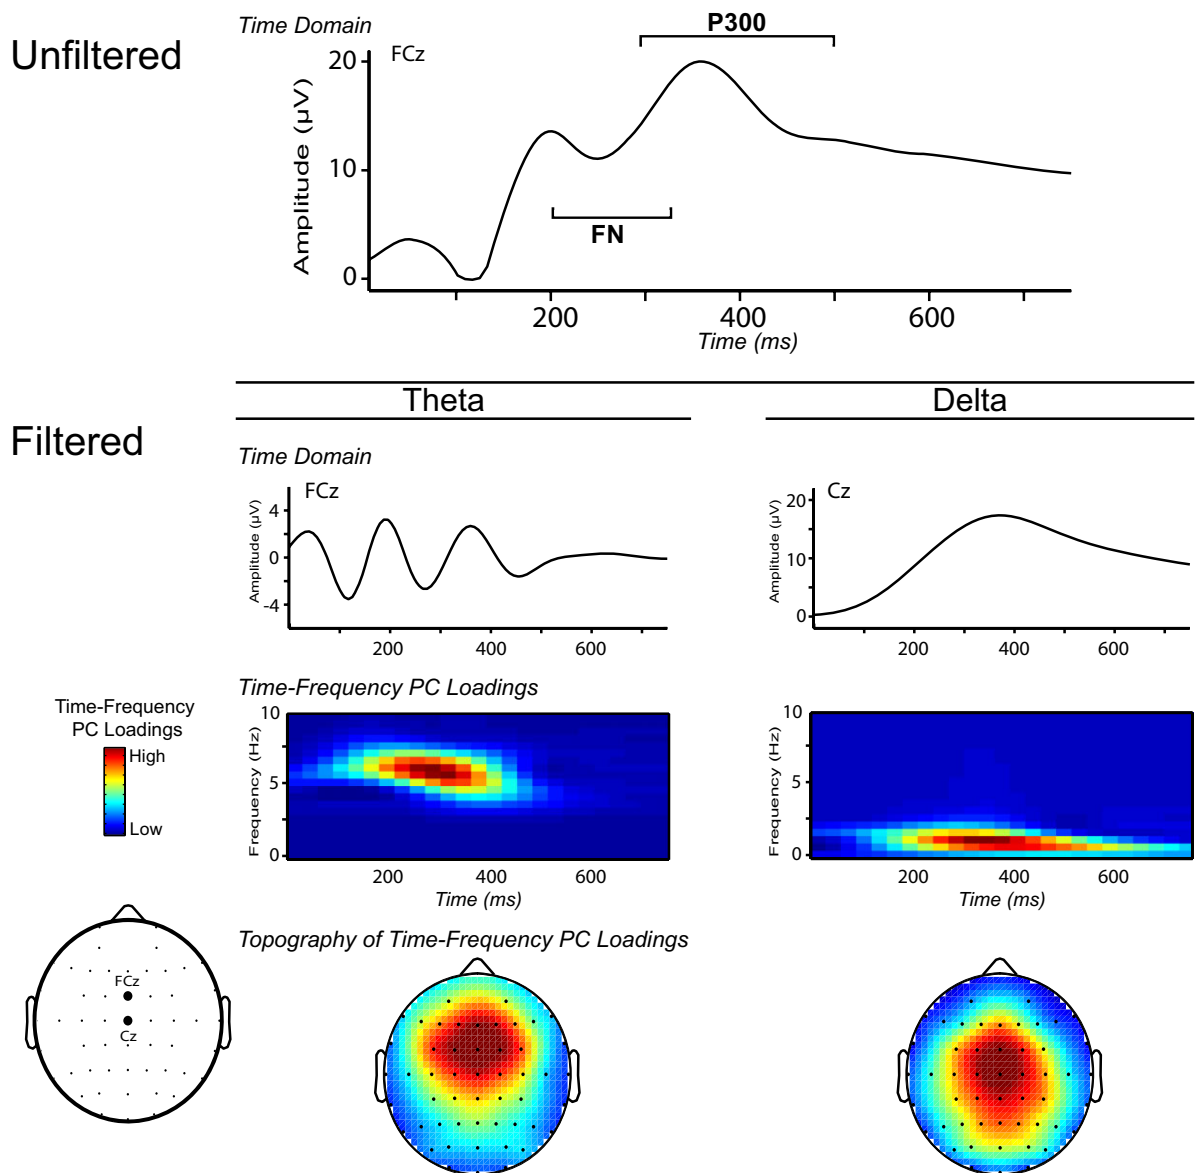 Unfiltered
Time Domain
P300
FCz
20
10
0
Amplitude (µV)
FN
200 400 600
Time (ms)
Theta Delta
Filtered
Time Domain
FCz
4
0
-4
Amplitude (µV)
200 400 600
Cz
20
10
0
Amplitude (µV)
200 400 600
Time-Frequency PC Loadings
Time-Frequency
PC Loadings
High
Low
10
5
0
Frequency (Hz)
200 400 600
Time (ms)
10
5
0
Frequency (Hz)
200 400 600
Time (ms)
Topography of Time-Frequency PC Loadings
FCz
Cz